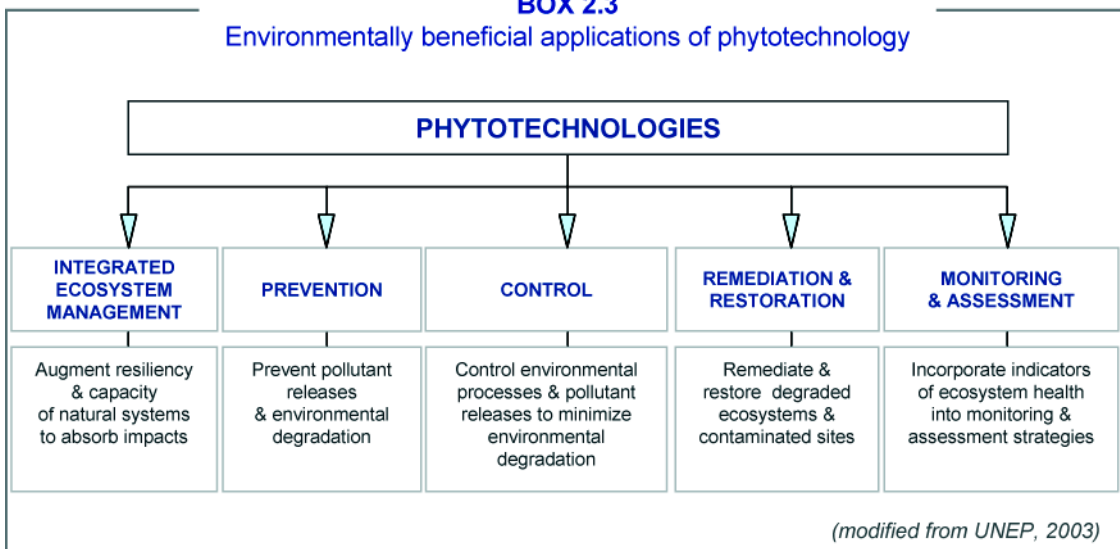 BOX 2.3
Environmentally beneficial applications of phytotechnology
PHYTOTECHNOLOGIES
INTEGRATED
ECOSYSTEM
MANAGEMENT
Augment resiliency
& capacity
of natural systems
to absorb impacts
PREVENTION
Prevent pollutant
releases
& environmental
degradation
CONTROL
Control environmental
processes & pollutant
releases to minimize
environmental
degradation
REMEDIATION &
RESTORATION
Remediate &
restore degraded
ecosystems &
contaminated sites
MONITORING
& ASSESSMENT
Incorporate indicators
of ecosystem health
into monitoring &
assessment strategies
(modified from UNEP, 2003)